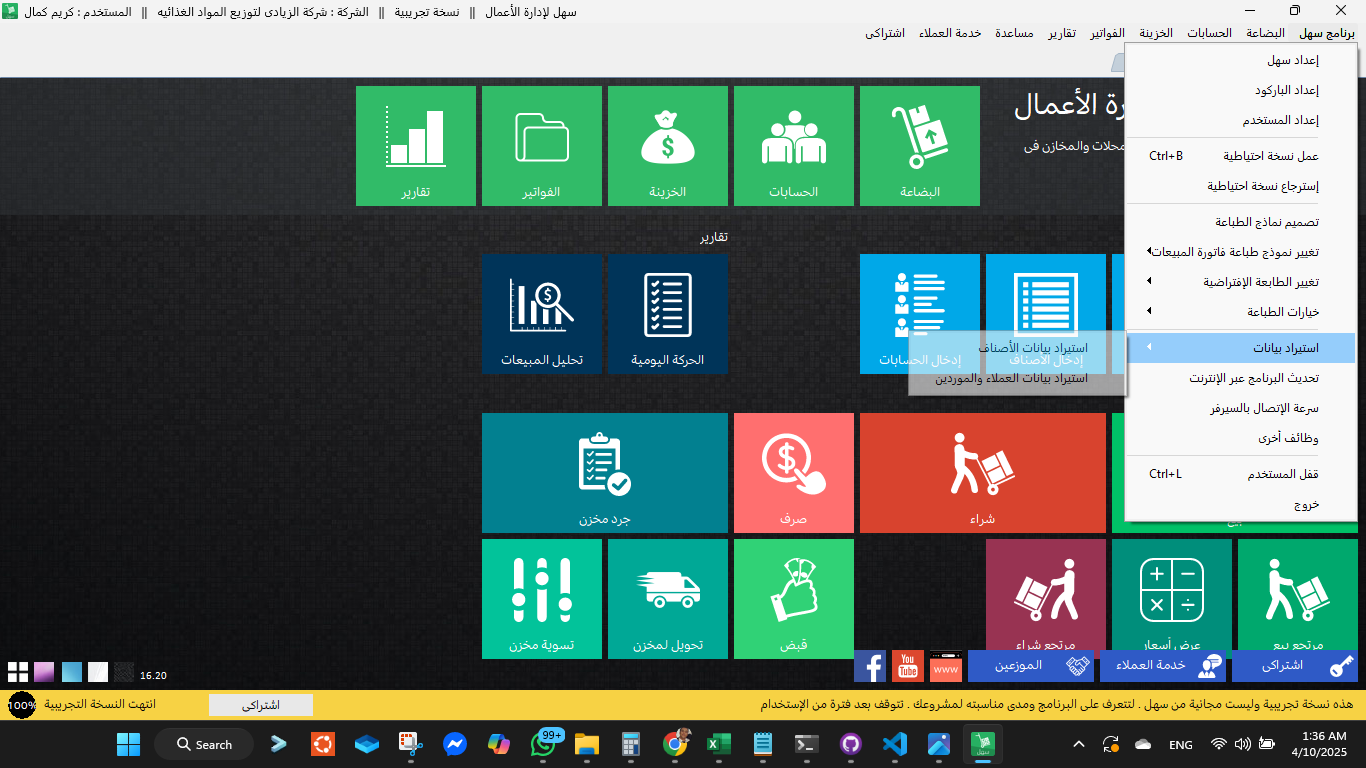 سهل لإدارة الأعمال || نسخة تجريبية || الشركة : شركة الزيادى لتوزيع المواد الغذائيه || المستخدم : كريم كمال
برنامج سهل البضاعة الحسابات الخزينة الفواتير تقارير مساعدة خدمة العملاء اشتراكى
إعداد سهل
إعداد الباركود
إعداد المستخدم
عمل نسخة احتياطية Ctrl+B
إسترجاع نسخة احتياطية
تصميم نماذج الطباعة
تغيير نموذج طباعة فاتورة المبيعات
تغيير الطابعة الإفتراضية
خيارات الطباعة
استيراد بيانات
تحديث البرنامج عبر الإنترنت
سرعة الإتصال بالسيرفر
وظائف أخرى
قفل المستخدم Ctrl+L
خروج
استيراد بيانات الأصناف
استيراد بيانات العملاء والموردين
رة الأعمال
محلات والمخازن فى
البضاعة الحسابات الخزينة الفواتير تقارير
تقارير
إدخال الأصناف إدخال الحسابات الحركة اليومية تحليل المبيعات
بيع شراء صرف جرد مخزن
مرتجع بيع عرض أسعار مرتجع شراء قبض تحويل لمخزن تسوية مخزن
اشتراكى خدمة العملاء الموزعين www You Tube
16.20
هذه نسخة تجريبية وليست مجانية من سهل . لتتعرف على البرنامج ومدى مناسبته لمشروعك . تتوقف بعد فترة من الإستخدام
اشتراكى
انتهت النسخة التجريبية 100%
Search
99+
سهل
ENG
1:36 AM
4/10/2025